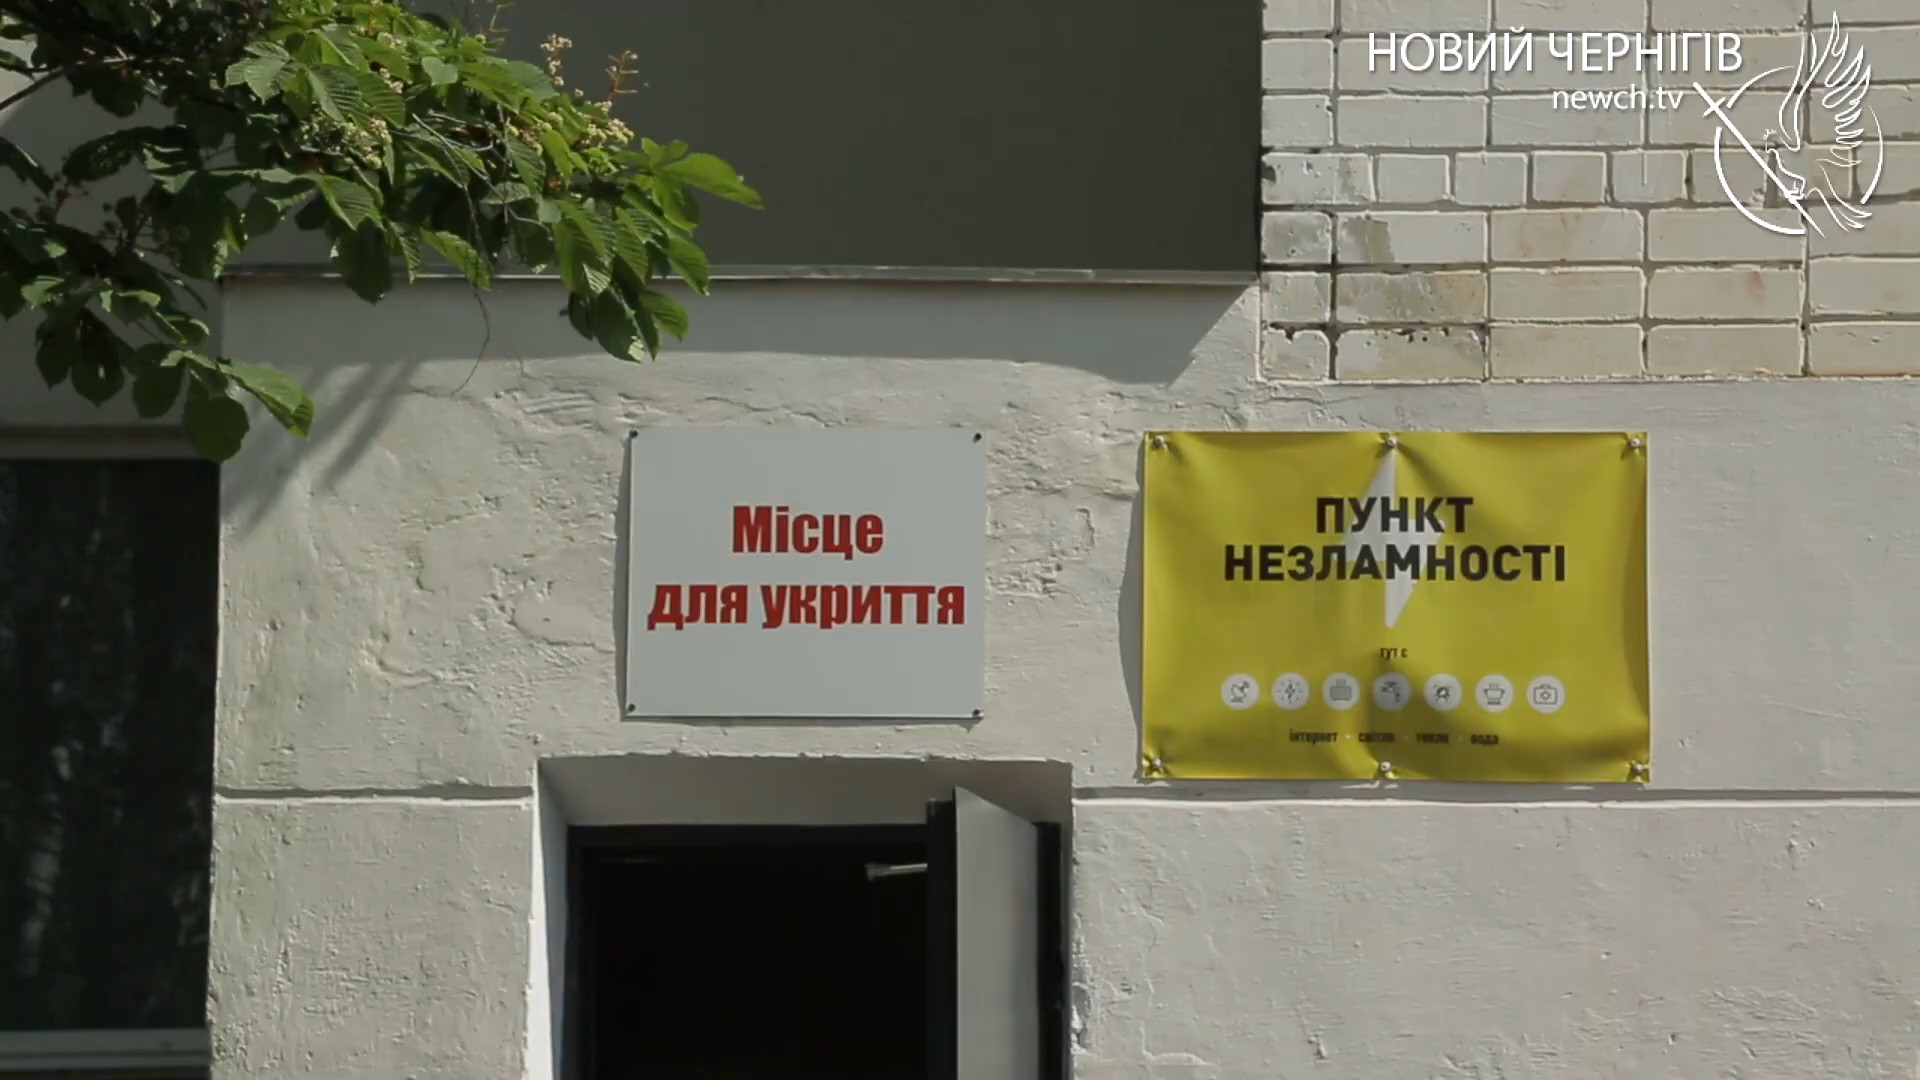 НОВИЙ ЧЕРНІГІВ
newch.tv
Місце
для укриття
ПУНКТ
НЕЗЛАМНОСТІ
тут є
інтернет · світло · тепло · вода